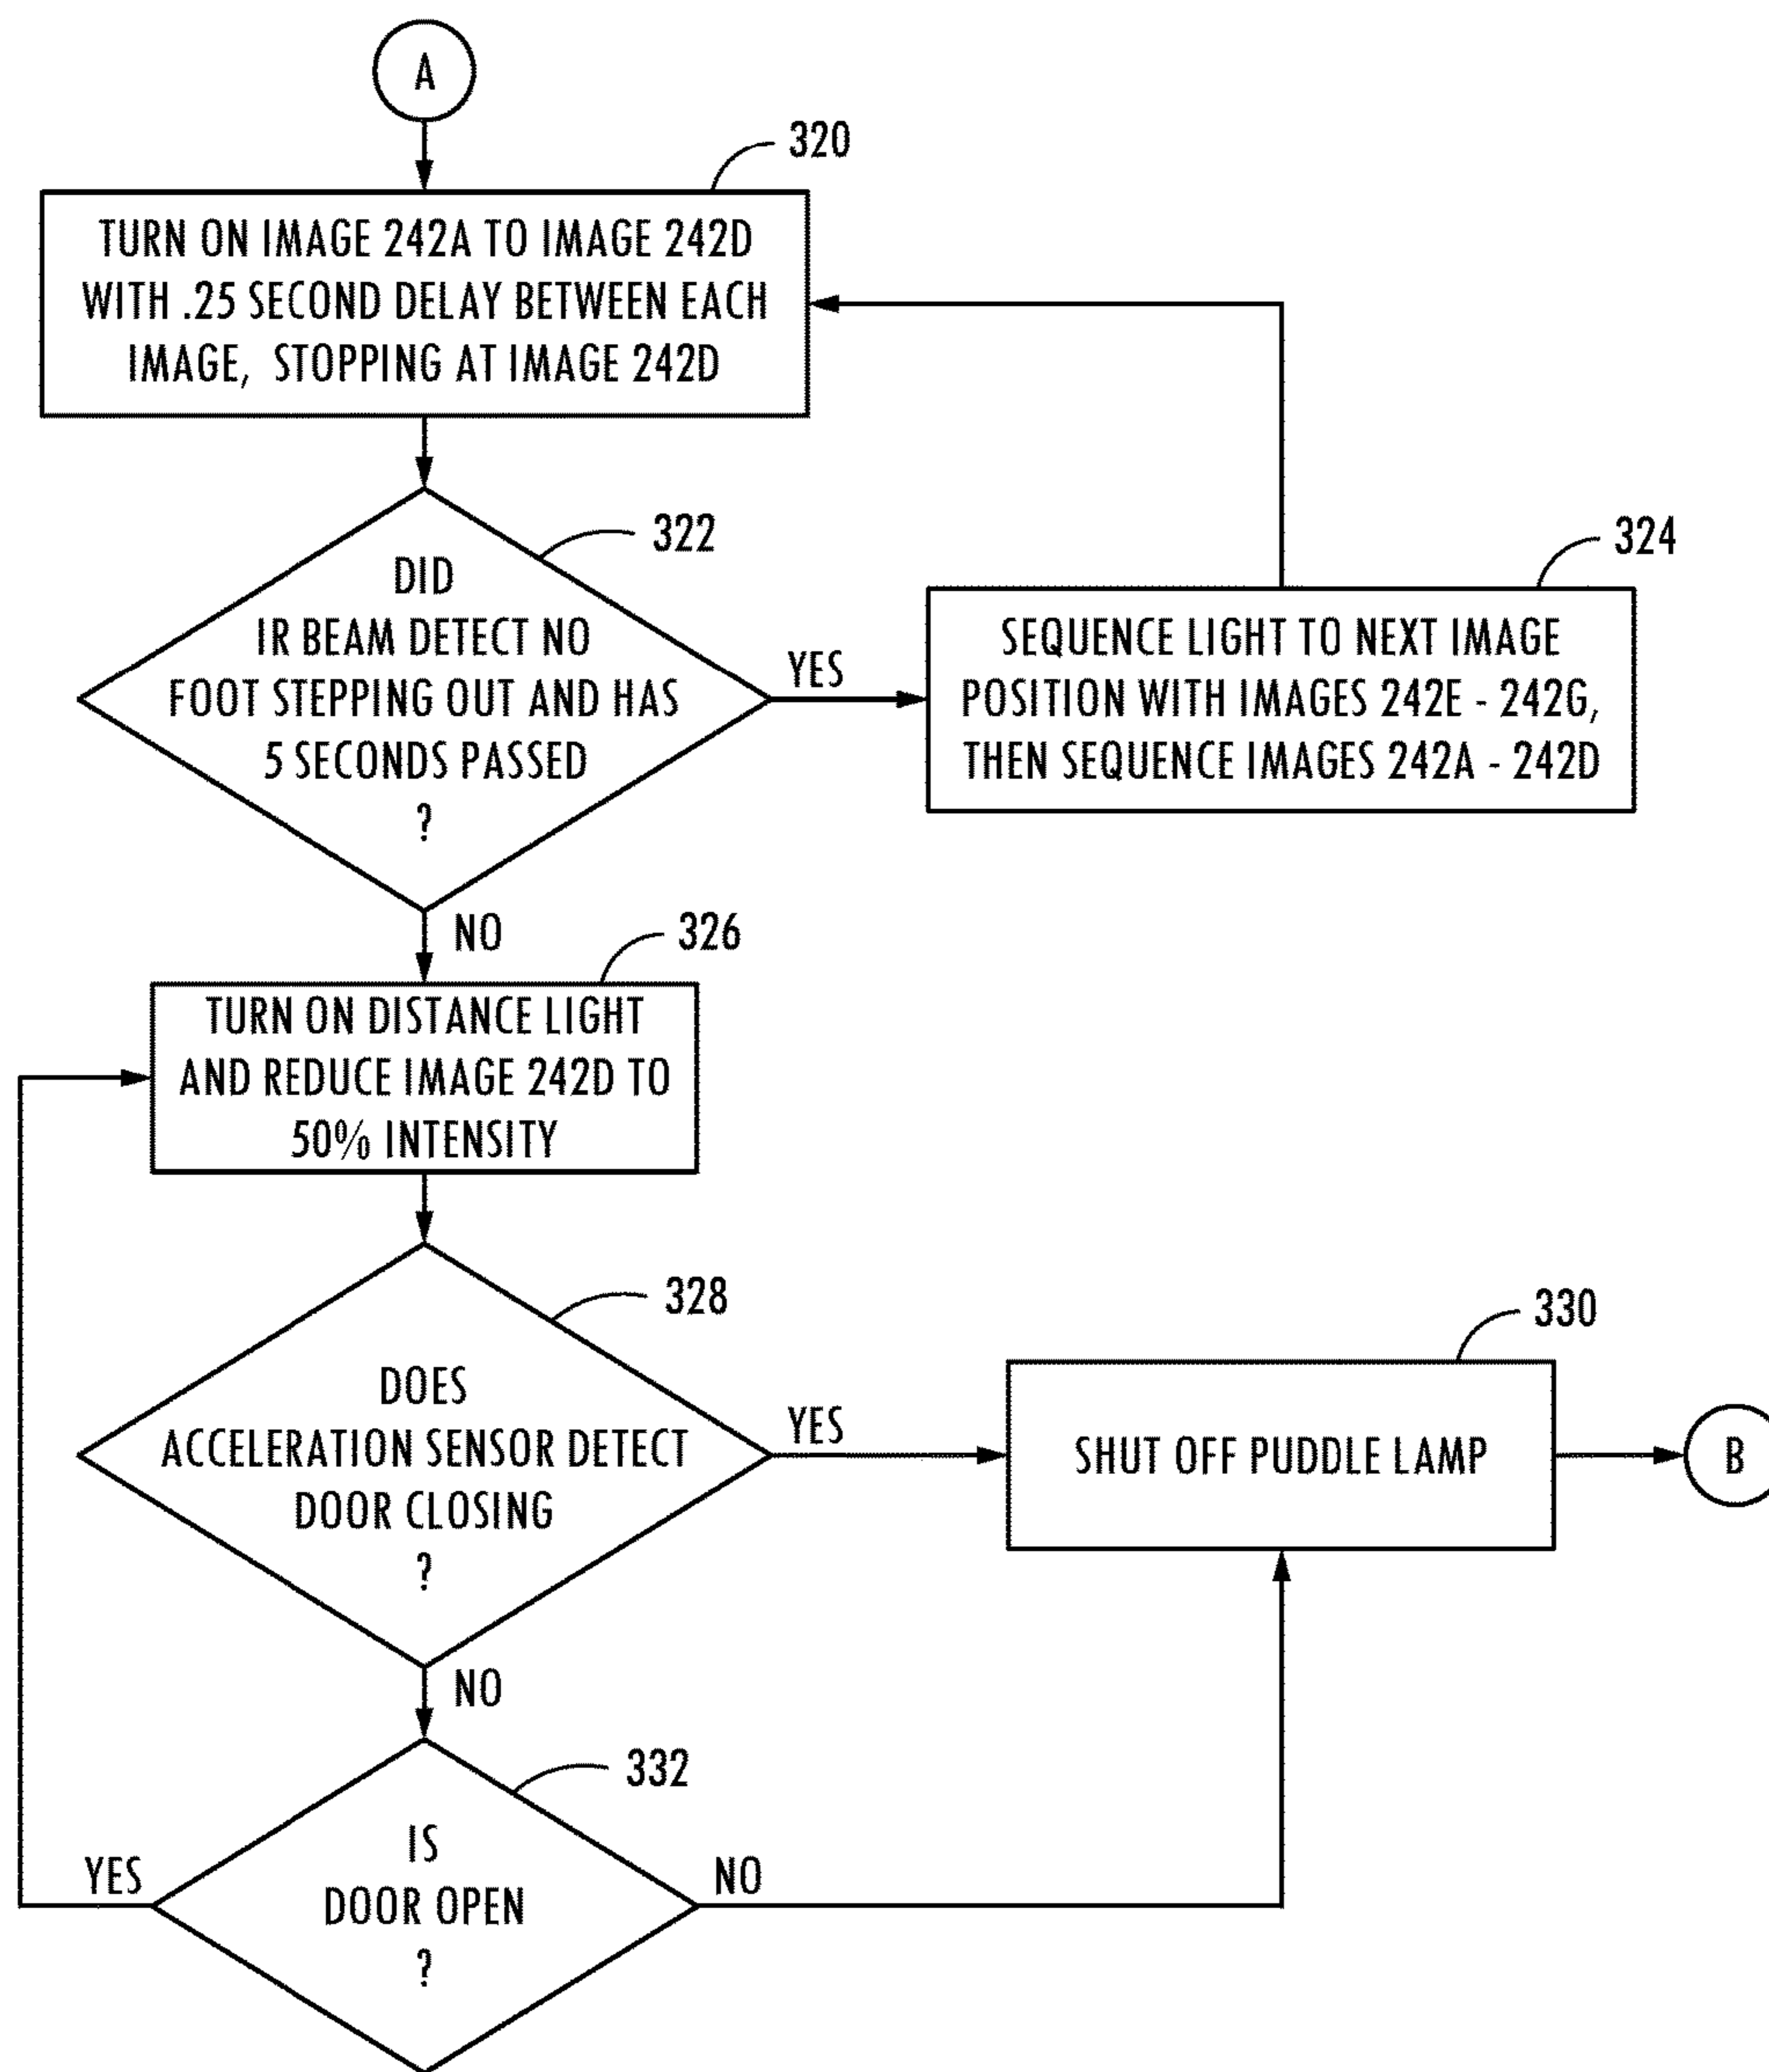 A
320
TURN ON IMAGE 242A TO IMAGE 242D
WITH .25 SECOND DELAY BETWEEN EACH
IMAGE, STOPPING AT IMAGE 242D
322
DID
IR BEAM DETECT NO
FOOT STEPPING OUT AND HAS
5 SECONDS PASSED
?
YES
324
SEQUENCE LIGHT TO NEXT IMAGE
POSITION WITH IMAGES 242E - 242G,
THEN SEQUENCE IMAGES 242A - 242D
NO
326
TURN ON DISTANCE LIGHT
AND REDUCE IMAGE 242D TO
50% INTENSITY
328
DOES
ACCELERATION SENSOR DETECT
DOOR CLOSING
?
YES
330
SHUT OFF PUDDLE LAMP
B
NO
332
IS
DOOR OPEN
?
YES
NO